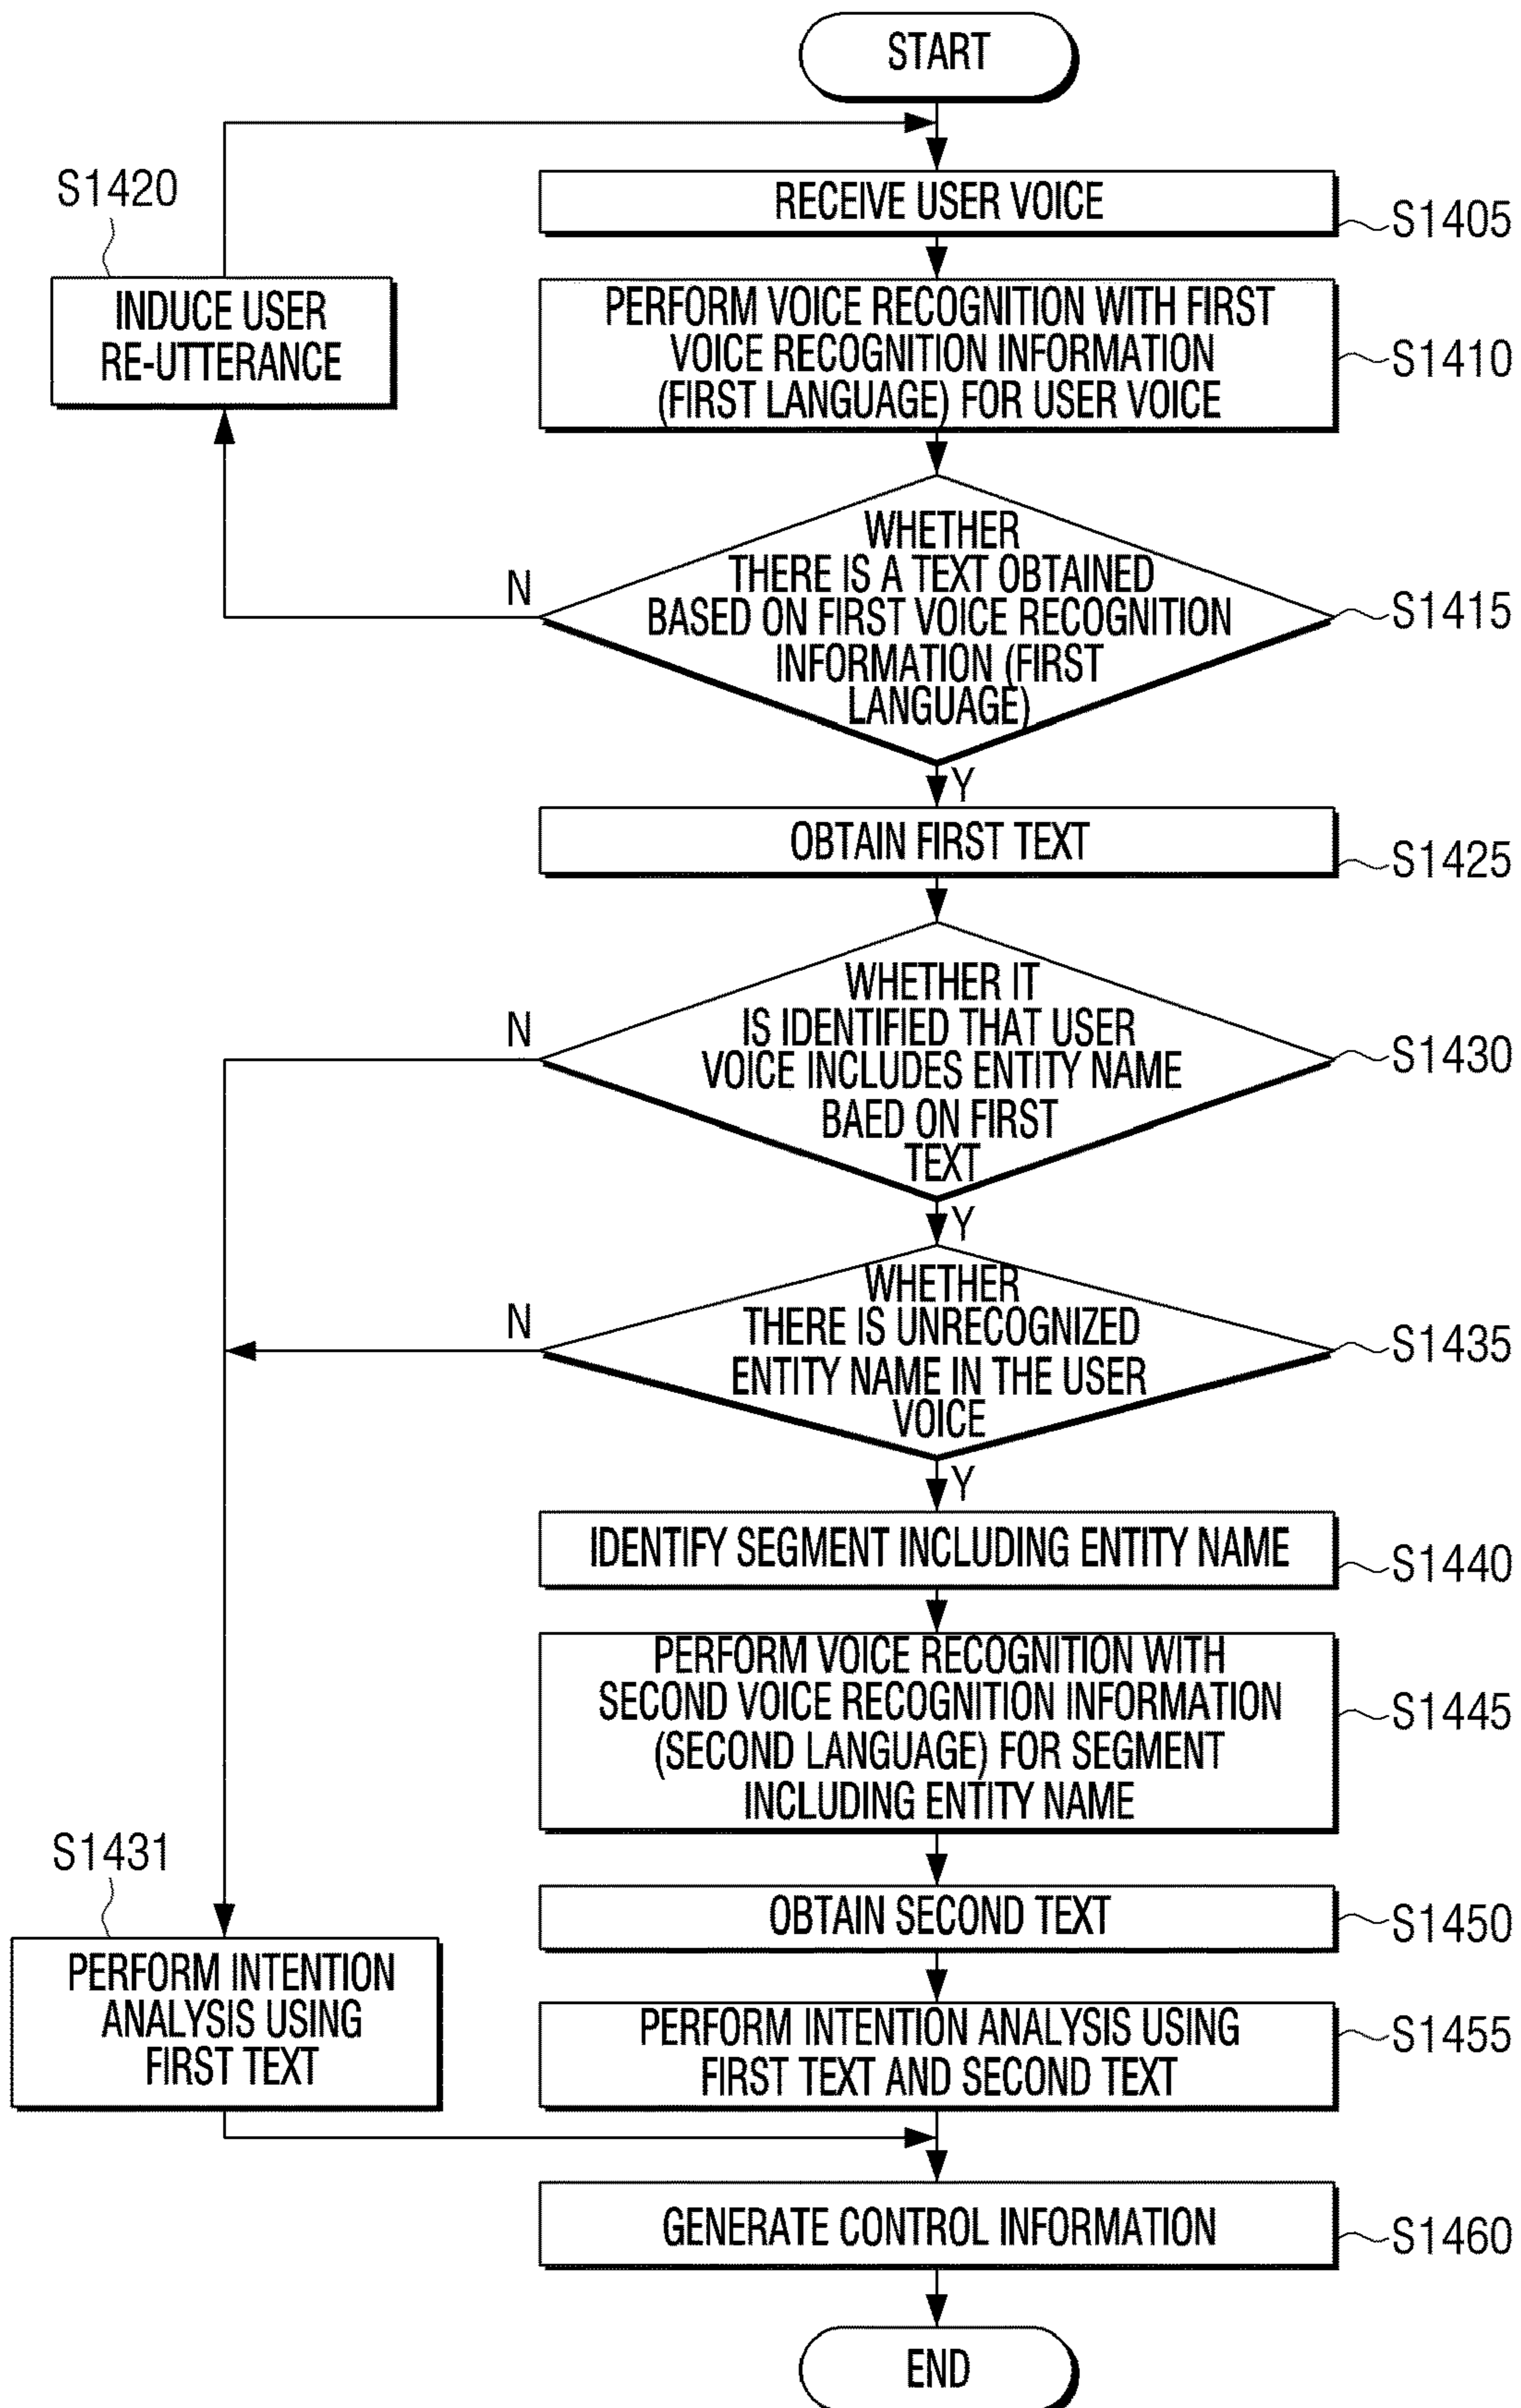 START
S1420
RECEIVE USER VOICE
S1405
INDUCE USER
RE-UTTERANCE
PERFORM VOICE RECOGNITION WITH FIRST
VOICE RECOGNITION INFORMATION
(FIRST LANGUAGE) FOR USER VOICE
S1410
WHETHER
THERE IS A TEXT OBTAINED
BASED ON FIRST VOICE RECOGNITION
INFORMATION (FIRST
LANGUAGE)
N
S1415
Y
OBTAIN FIRST TEXT
S1425
WHETHER IT
IS IDENTIFIED THAT USER
VOICE INCLUDES ENTITY NAME
BAED ON FIRST
TEXT
N
S1430
Y
WHETHER
THERE IS UNRECOGNIZED
ENTITY NAME IN THE USER
VOICE
N
S1435
Y
IDENTIFY SEGMENT INCLUDING ENTITY NAME
S1440
PERFORM VOICE RECOGNITION WITH
SECOND VOICE RECOGNITION INFORMATION
(SECOND LANGUAGE) FOR SEGMENT
INCLUDING ENTITY NAME
S1445
S1431
OBTAIN SECOND TEXT
S1450
PERFORM INTENTION
ANALYSIS USING
FIRST TEXT
PERFORM INTENTION ANALYSIS USING
FIRST TEXT AND SECOND TEXT
S1455
GENERATE CONTROL INFORMATION
S1460
END